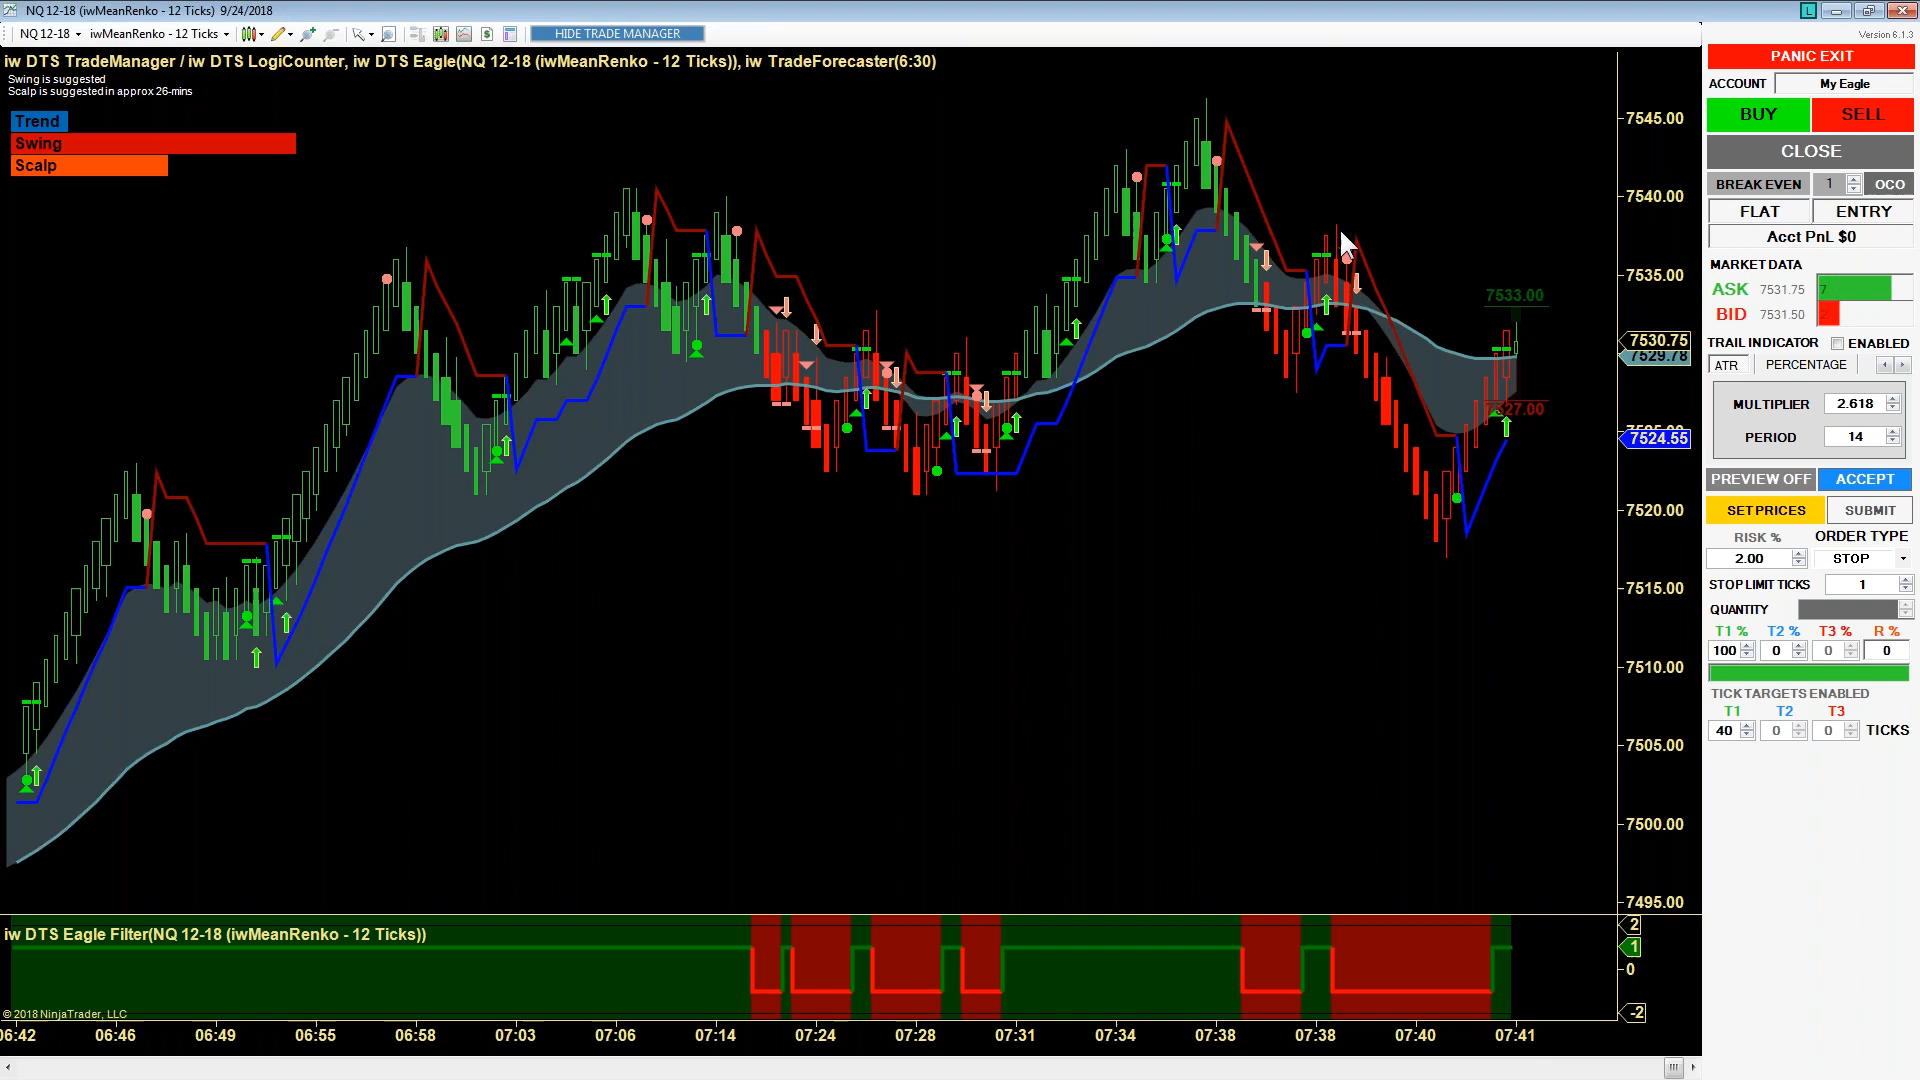 NQ 12-18 (iwMeanRenko - 12 Ticks)  9/24/2018
L
NQ 12-18 iwMeanRenko - 12 Ticks $ HIDE TRADE MANAGER
Version 6.1.3
iw DTS TradeManager / iw DTS LogiCounter, iw DTS Eagle(NQ 12-18 (iwMeanRenko - 12 Ticks)), iw TradeForecaster(6:30)
Swing is suggested
Scalp is suggested in approx 26-mins
Trend
Swing
Scalp
7545.00
7540.00
7535.00
7533.00
7530.75
7529.78
7527.00
7524.55
7520.00
7515.00
7510.00
7505.00
7500.00
7495.00
iw DTS Eagle Filter(NQ 12-18 (iwMeanRenko - 12 Ticks))
2
1
0
-2
© 2018 NinjaTrader, LLC
06:42 06:46 06:49 06:55 06:58 07:03 07:06 07:14 07:24 07:28 07:31 07:34 07:38 07:38 07:40 07:41
PANIC EXIT
ACCOUNT My Eagle
BUY SELL
CLOSE
BREAK EVEN 1 OCO
FLAT ENTRY
Acct PnL $0
MARKET DATA
ASK 7531.75 7
BID 7531.50
TRAIL INDICATOR ENABLED
ATR PERCENTAGE
MULTIPLIER 2.618
PERIOD 14
PREVIEW OFF ACCEPT
SET PRICES SUBMIT
RISK % ORDER TYPE
2.00 STOP
STOP LIMIT TICKS 1
QUANTITY
T1 % T2 % T3 % R %
100 0 0 0
TICK TARGETS ENABLED
T1 T2 T3
40 0 0 TICKS